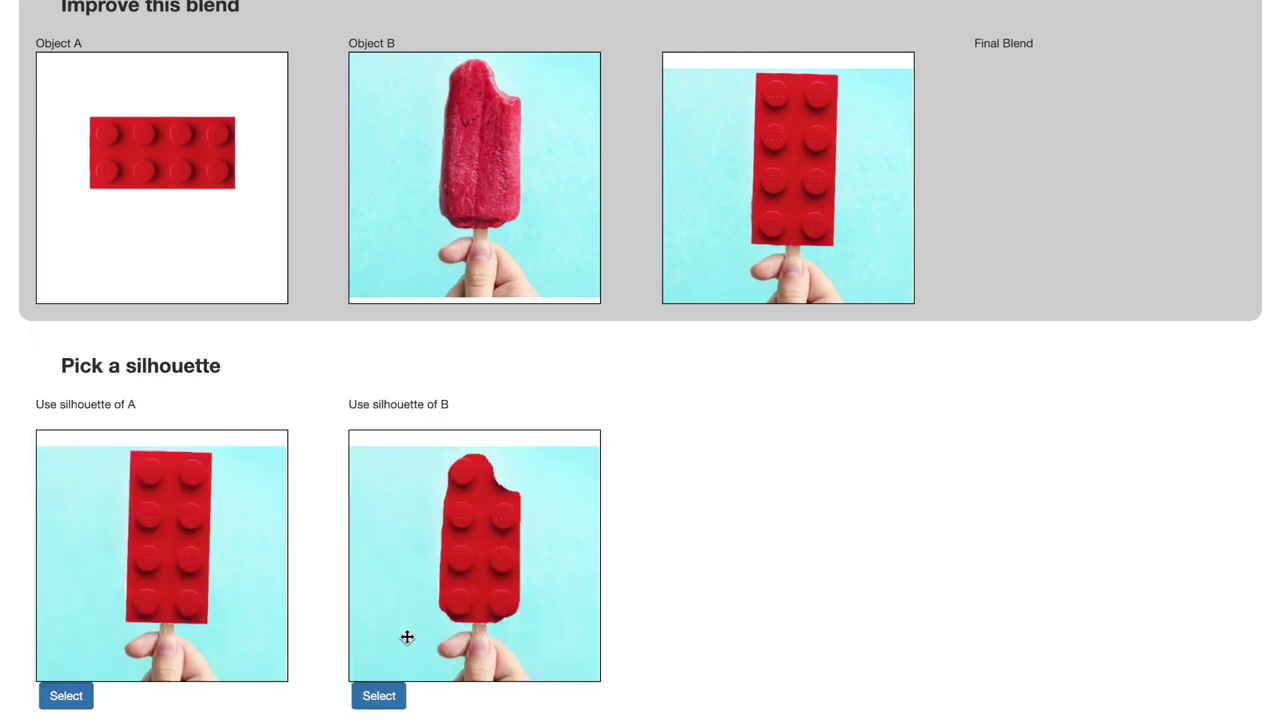 Improve this blend
Object A
Object B
Final Blend
Pick a silhouette
Use silhouette of A
Use silhouette of B
Select
Select